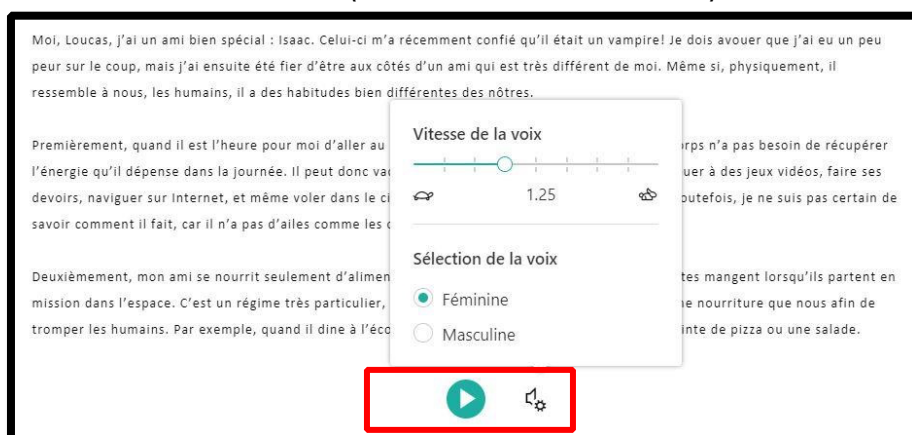 Moi, Loucas, j'ai un ami bien spécial : Isaac. Celui-ci m'a récemment confié qu'il était un vampire! Je dois avouer que j'ai eu un peu
peur sur le coup, mais j'ai ensuite été fier d'être aux côtés d'un ami qui est très différent de moi. Même si, physiquement, il
ressemble à nous, les humains, il a des habitudes bien différentes des nôtres.
Premièrement, quand il est l'heure pour moi d'aller au
orps n'a pas besoin de récupérer
l'énergie qu'il dépense dans la journée. Il peut donc
uer à des jeux vidéos, faire ses
devoirs, naviguer sur Internet, et même voler dans le
outefois, je ne suis pas certain de
savoir comment il fait, car il n'a pas d'ailes comme les
Deuxièmement, mon ami se nourrit seulement
tes mangent lorsqu'ils partent en
mission dans l'espace. C'est un régime très particulier,
nourriture que nous afin de
tromper les humains. Par exemple, quand il dine à
inte de pizza ou une salade.
Vitesse de la voix
1.25
Sélection de la voix
Féminine
Masculine